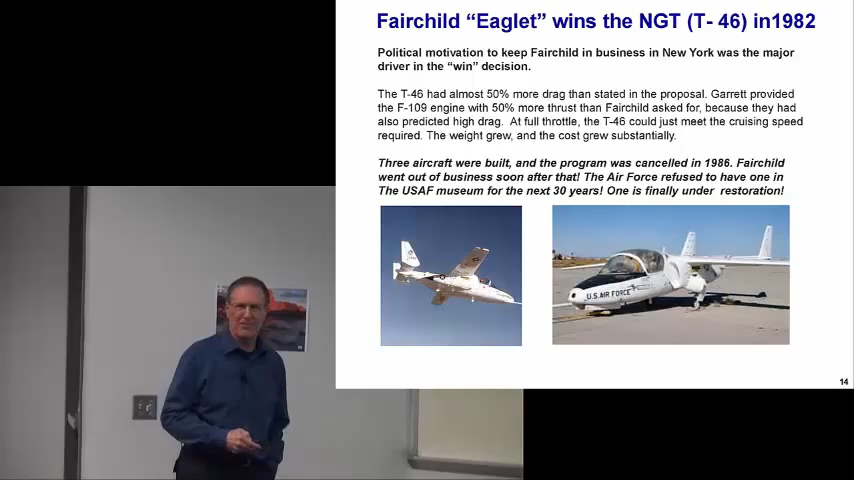 Fairchild “Eaglet” wins the NGT (T- 46) in1982
Political motivation to keep Fairchild in business in New York was the major
driver in the “win” decision.
The T-46 had almost 50% more drag than stated in the proposal. Garrett provided
the F-109 engine with 50% more thrust than Fairchild asked for, because they had
also predicted high drag.  At full throttle, the T-46 could just meet the cruising speed
required. The weight grew, and the cost grew substantially.
Three aircraft were built, and the program was cancelled in 1986. Fairchild
went out of business soon after that! The Air Force refused to have one in
The USAF museum for the next 30 years! One is finally under  restoration!
U.S. AIR FORCE
14